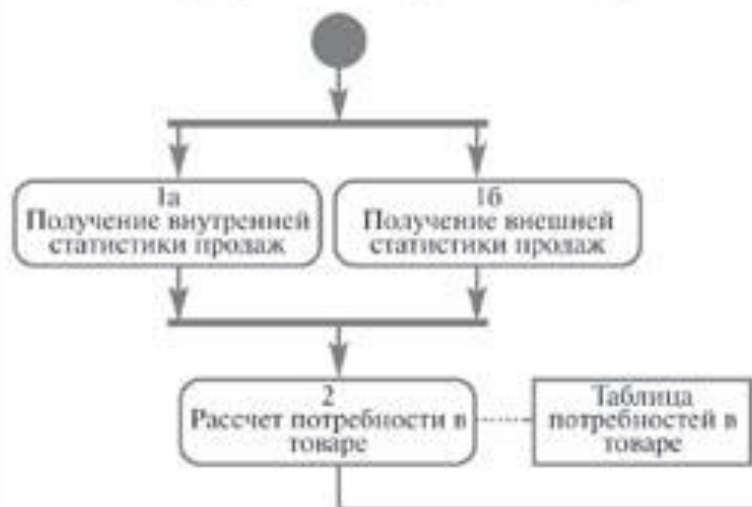 1а
Получение внутренней
статистики продаж
1б
Получение внешней
статистики продаж
2
Рассчет потребности в
товаре
Таблица
потребностей в
товаре